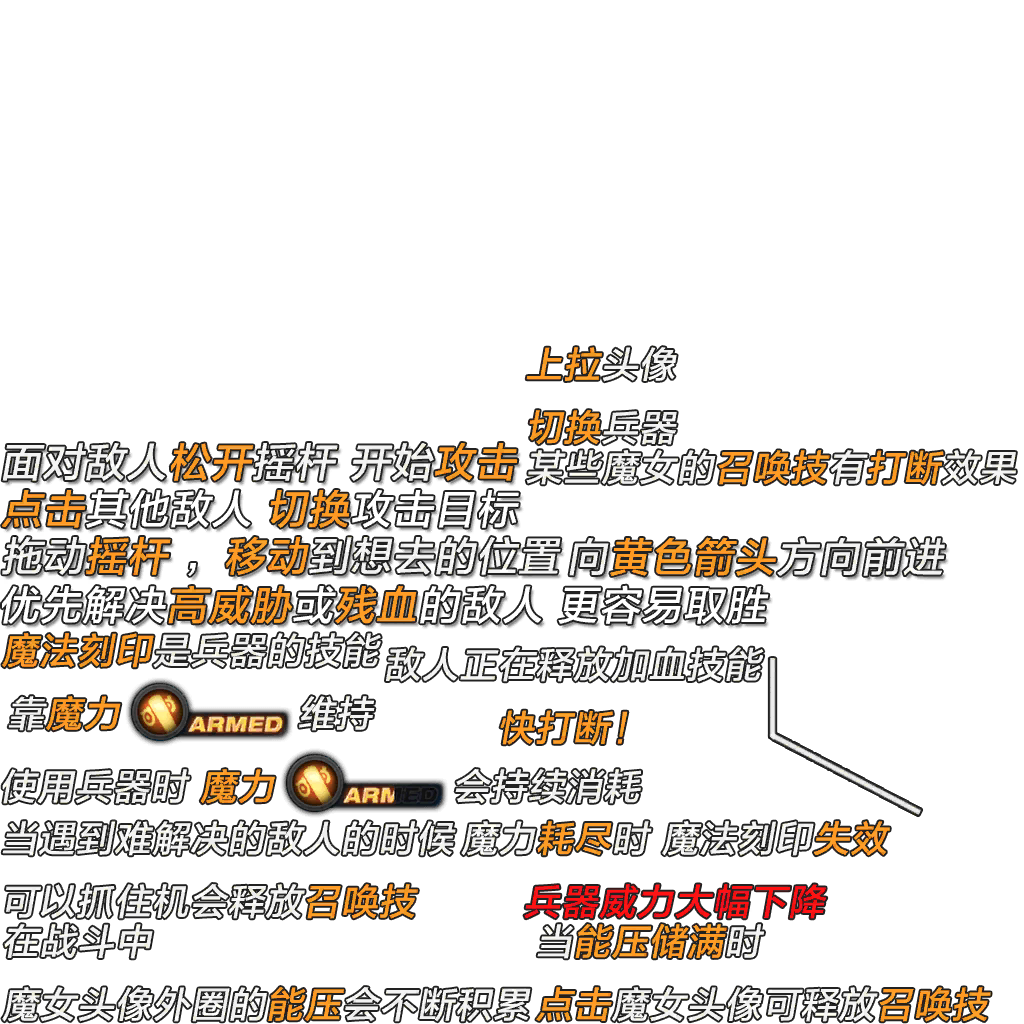 上拉头像
切换兵器
面对敌人松开摇杆 开始攻击
某些魔女的召唤技有打断效果
点击其他敌人 切换攻击目标
拖动摇杆，移动到想去的位置
向黄色箭头方向前进
优先解决高威胁或残血的敌人 更容易取胜
魔法刻印是兵器的技能
敌人正在释放加血技能
靠魔力 ARMED 维持
快打断！
使用兵器时 魔力 ARMED 会持续消耗
当遇到难解决的敌人的时候
魔力耗尽时 魔法刻印失效
可以抓住机会释放召唤技
兵器威力大幅下降
在战斗中
当能压储满时
魔女头像外圈的能压会不断积累
点击魔女头像可释放召唤技